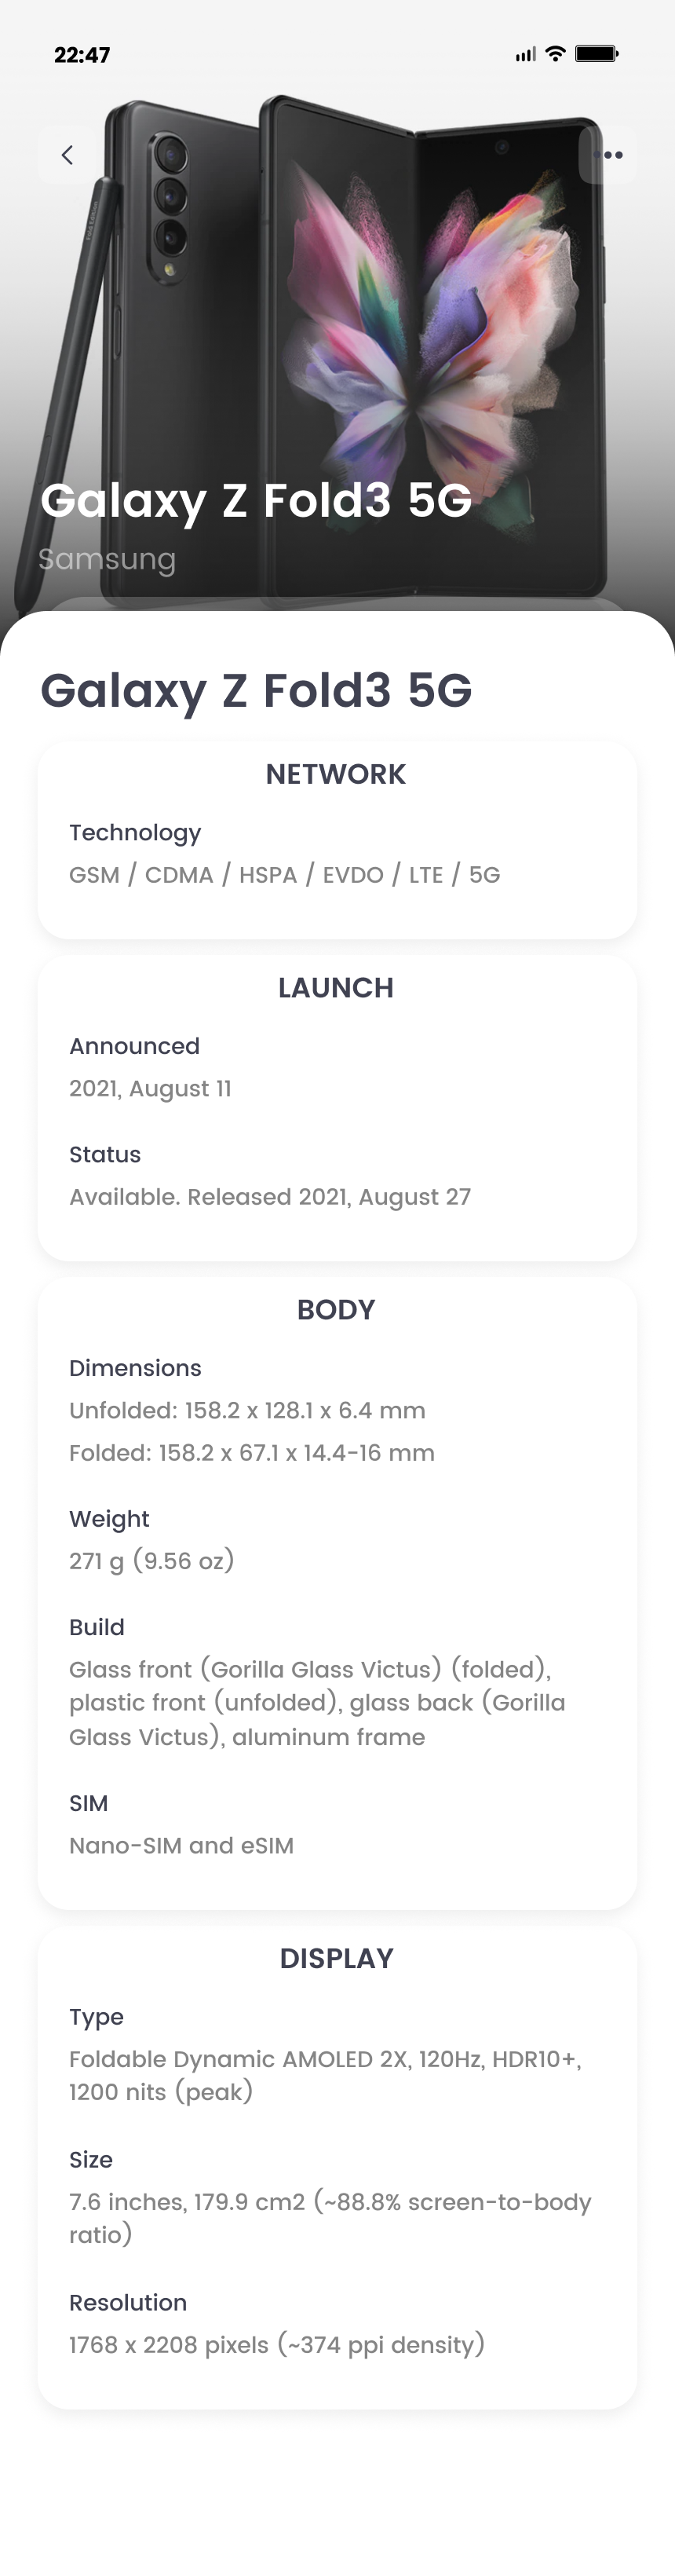 22:47
Galaxy Z Fold3 5G
Samsung
Galaxy Z Fold3 5G
NETWORK
Technology
GSM / CDMA / HSPA / EVDO / LTE / 5G
LAUNCH
Announced
2021, August 11
Status
Available. Released 2021, August 27
BODY
Dimensions
Unfolded: 158.2 x 128.1 x 6.4 mm
Folded: 158.2 x 67.1 x 14.4-16 mm
Weight
271 g (9.56 oz)
Build
Glass front (Gorilla Glass Victus) (folded),
plastic front (unfolded), glass back (Gorilla
Glass Victus), aluminum frame
SIM
Nano-SIM and eSIM
DISPLAY
Type
Foldable Dynamic AMOLED 2X, 120Hz, HDR10+,
1200 nits (peak)
Size
7.6 inches, 179.9 cm2 (~88.8% screen-to-body
ratio)
Resolution
1768 x 2208 pixels (~374 ppi density)